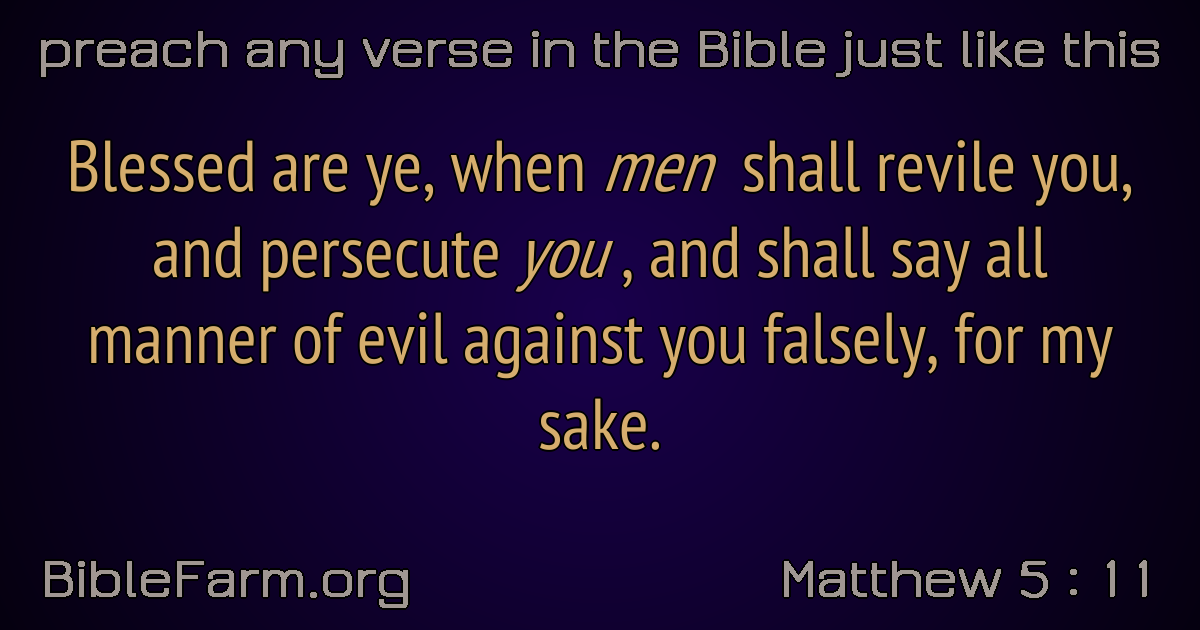 preach any verse in the Bible just like this
Blessed are ye, when men shall revile you,
and persecute you , and shall say all
manner of evil against you falsely, for my
sake.
BibleFarm.org
Matthew 5 : 11